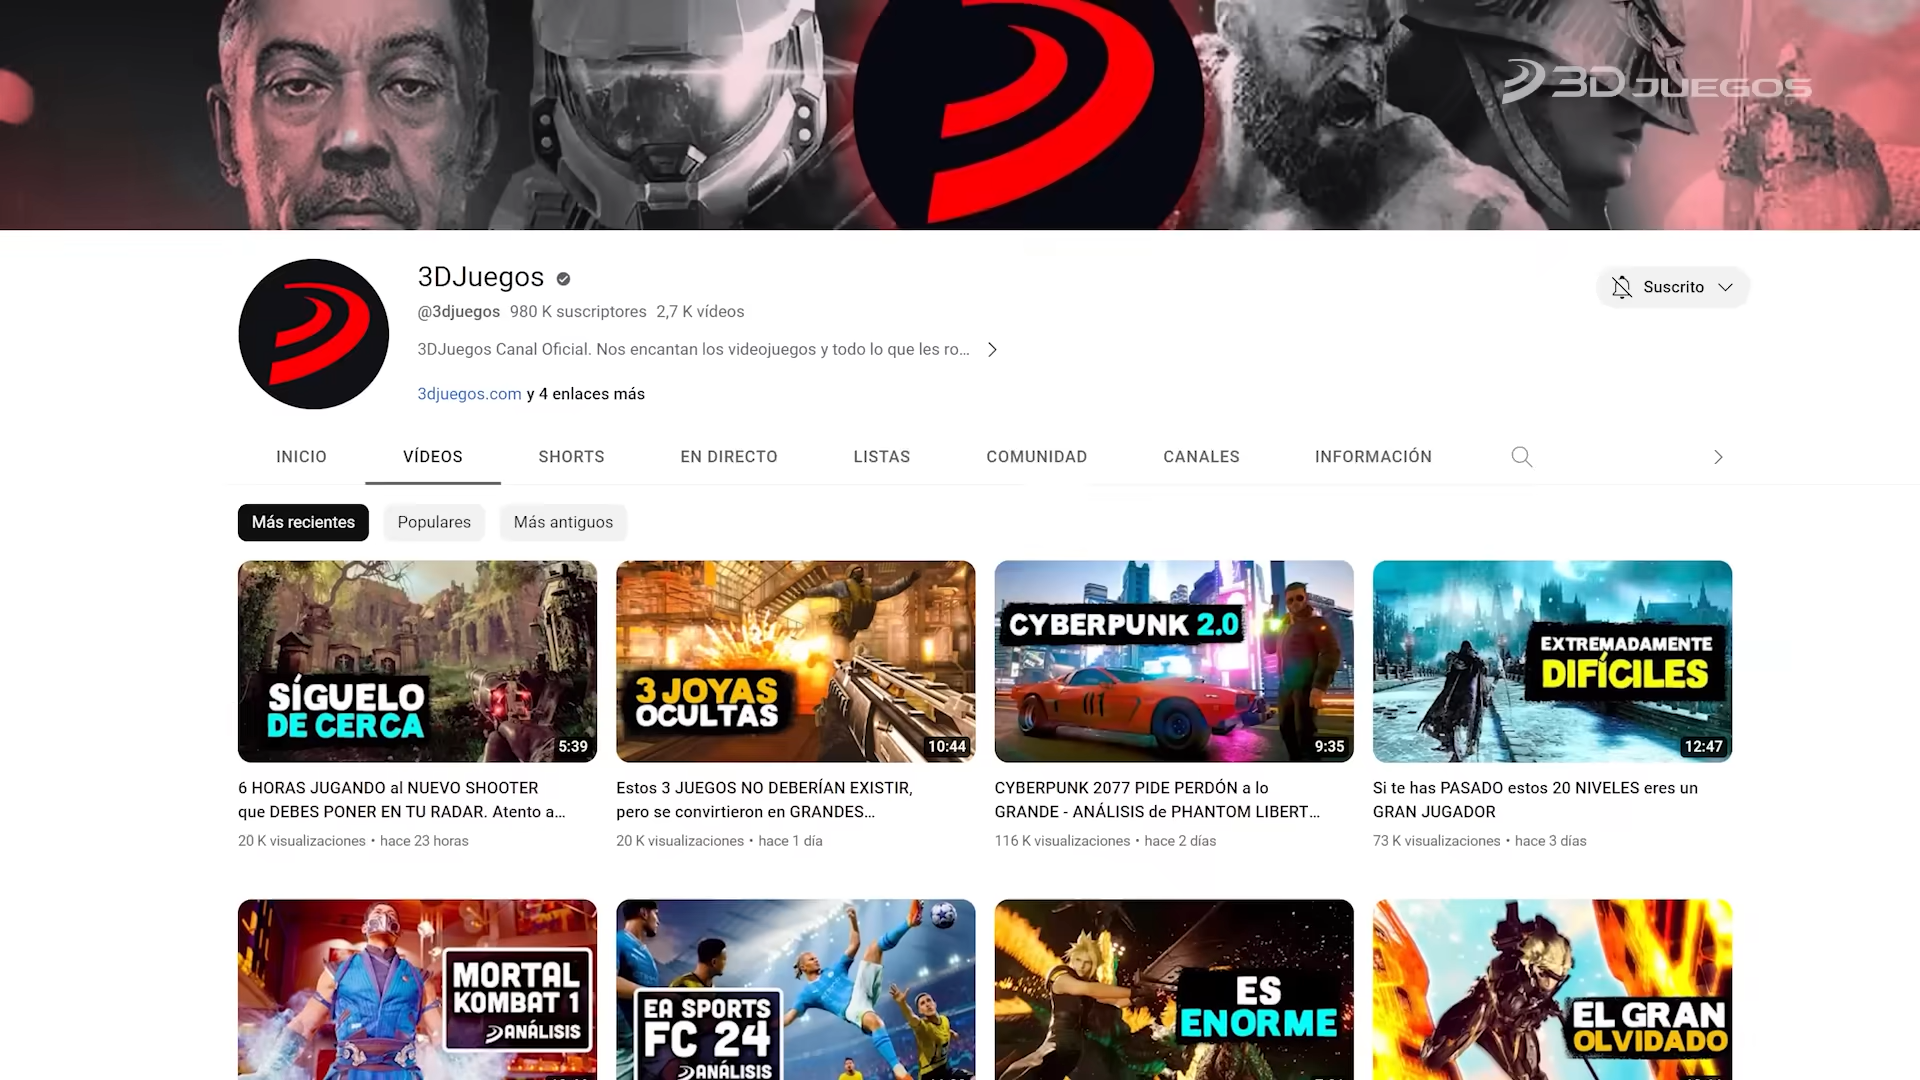 3DJUEGOS
3DJuegos
@3djuegos 980 K suscriptores 2,7 K vídeos
3DJuegos Canal Oficial. Nos encantan los videojuegos y todo lo que les ro...
3djuegos.com y 4 enlaces más
Suscrito
INICIO VÍDEOS SHORTS EN DIRECTO LISTAS COMUNIDAD CANALES INFORMACIÓN
Más recientes Populares Más antiguos
SÍGUELO
DE CERCA
5:39
3 JOYAS
OCULTAS
10:44
CYBERPUNK 2.0
9:35
EXTREMADAMENTE
DIFÍCILES
12:47
6 HORAS JUGANDO al NUEVO SHOOTER
que DEBES PONER EN TU RADAR. Atento a...
20 K visualizaciones • hace 23 horas
Estos 3 JUEGOS NO DEBERÍAN EXISTIR,
pero se convirtieron en GRANDES...
20 K visualizaciones • hace 1 día
CYBERPUNK 2077 PIDE PERDÓN a lo
GRANDE - ANÁLISIS de PHANTOM LIBERT...
116 K visualizaciones • hace 2 días
Si te has PASADO estos 20 NIVELES eres un
GRAN JUGADOR
73 K visualizaciones • hace 3 días
MORTAL
KOMBAT 1
ANÁLISIS
EA SPORTS
FC 24
ANÁLISIS
ES
ENORME
EL GRAN
OLVIDADO